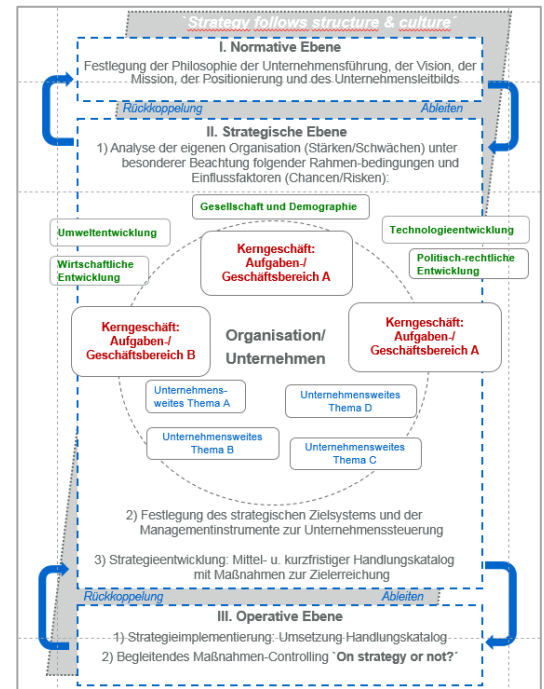 `Strategy follows structure & culture´
I. Normative Ebene
Festlegung der Philosophie der Unternehmensführung, der Vision, der
Mission, der Positionierung und des Unternehmensleitbilds
Rückkoppelung
Ableiten
II. Strategische Ebene
1) Analyse der eigenen Organisation (Stärken/Schwächen) unter
besonderer Beachtung folgender Rahmen-bedingungen und
Einflussfaktoren (Chancen/Risken):
Gesellschaft und Demographie
Umweltentwicklung
Technologieentwicklung
Wirtschaftliche
Entwicklung
Politisch-rechtliche
Entwicklung
Kerngeschäft:
Aufgaben-/
Geschäftsbereich A
Kerngeschäft:
Aufgaben-/
Geschäftsbereich B
Organisation/
Unternehmen
Kerngeschäft:
Aufgaben-/
Geschäftsbereich A
Unternehmens-
weites Thema A
Unternehmensweites
Thema D
Unternehmensweites
Thema B
Unternehmensweites
Thema C
2) Festlegung des strategischen Zielsystems und der
Managementinstrumente zur Unternehmenssteuerung
3) Strategieentwicklung: Mittel- u. kurzfristiger Handlungskatalog
mit Maßnahmen zur Zielerreichung
Rückkoppelung
Ableiten
III. Operative Ebene
1) Strategieimplementierung: Umsetzung Handlungskatalog
2) Begleitendes Maßnahmen-Controlling `On strategy or not?´